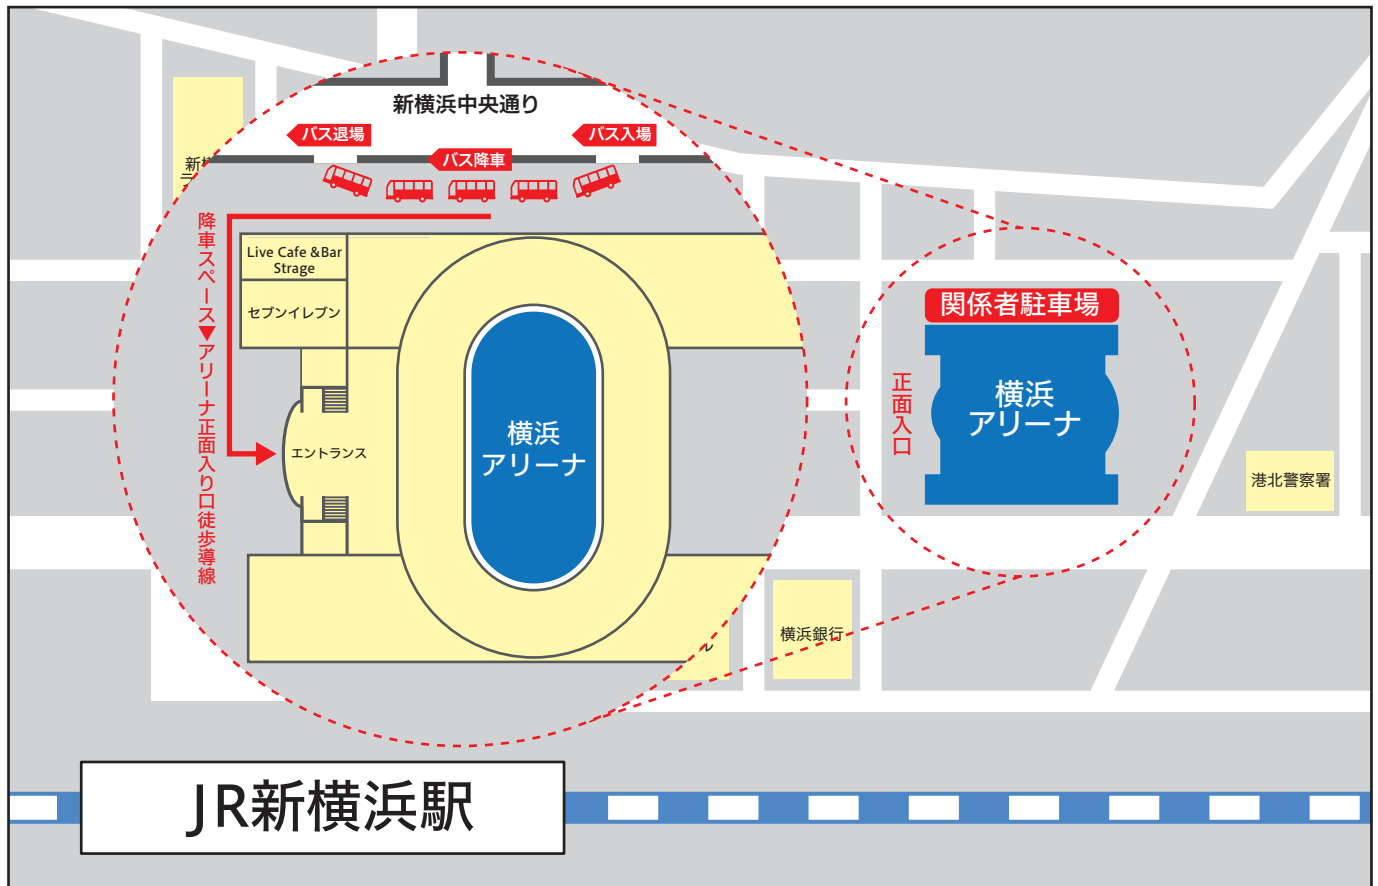 新横浜中央通り
バス退場
バス入場
バス降車
新
降車スペース▼アリーナ正面入り口徒歩導線
Live Cafe &Bar
Strage
セブンイレブン
エントランス
横浜
アリーナ
関係者駐車場
正面入口
横浜
アリーナ
港北警察署
横浜銀行
ル
JR新横浜駅